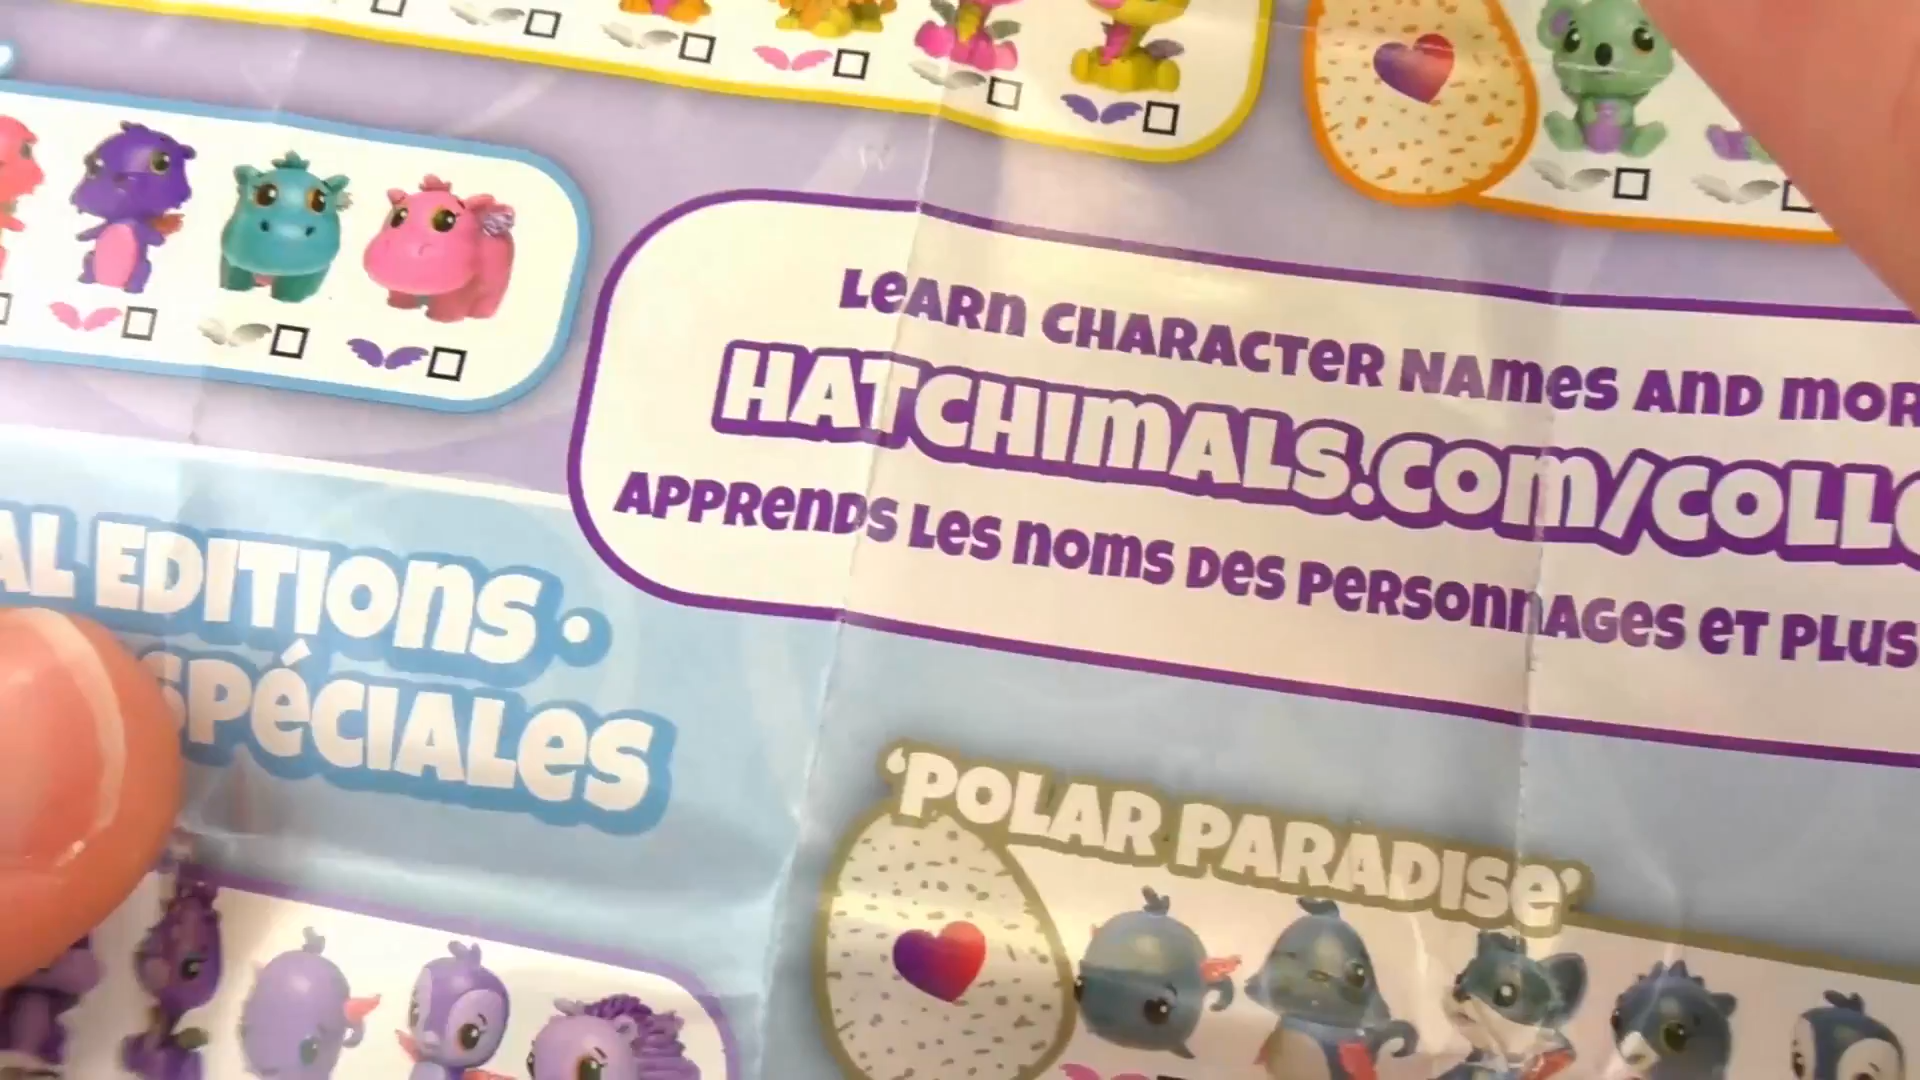 LEARN CHARACTER NAMES AND MOR
HATCHIMALS.COM/COLL
APPRENDS LES NOMS DES PERSONNAGES ET PLUS
AL EDITIONS •
SPÉCIALES
'POLAR PARADISE'